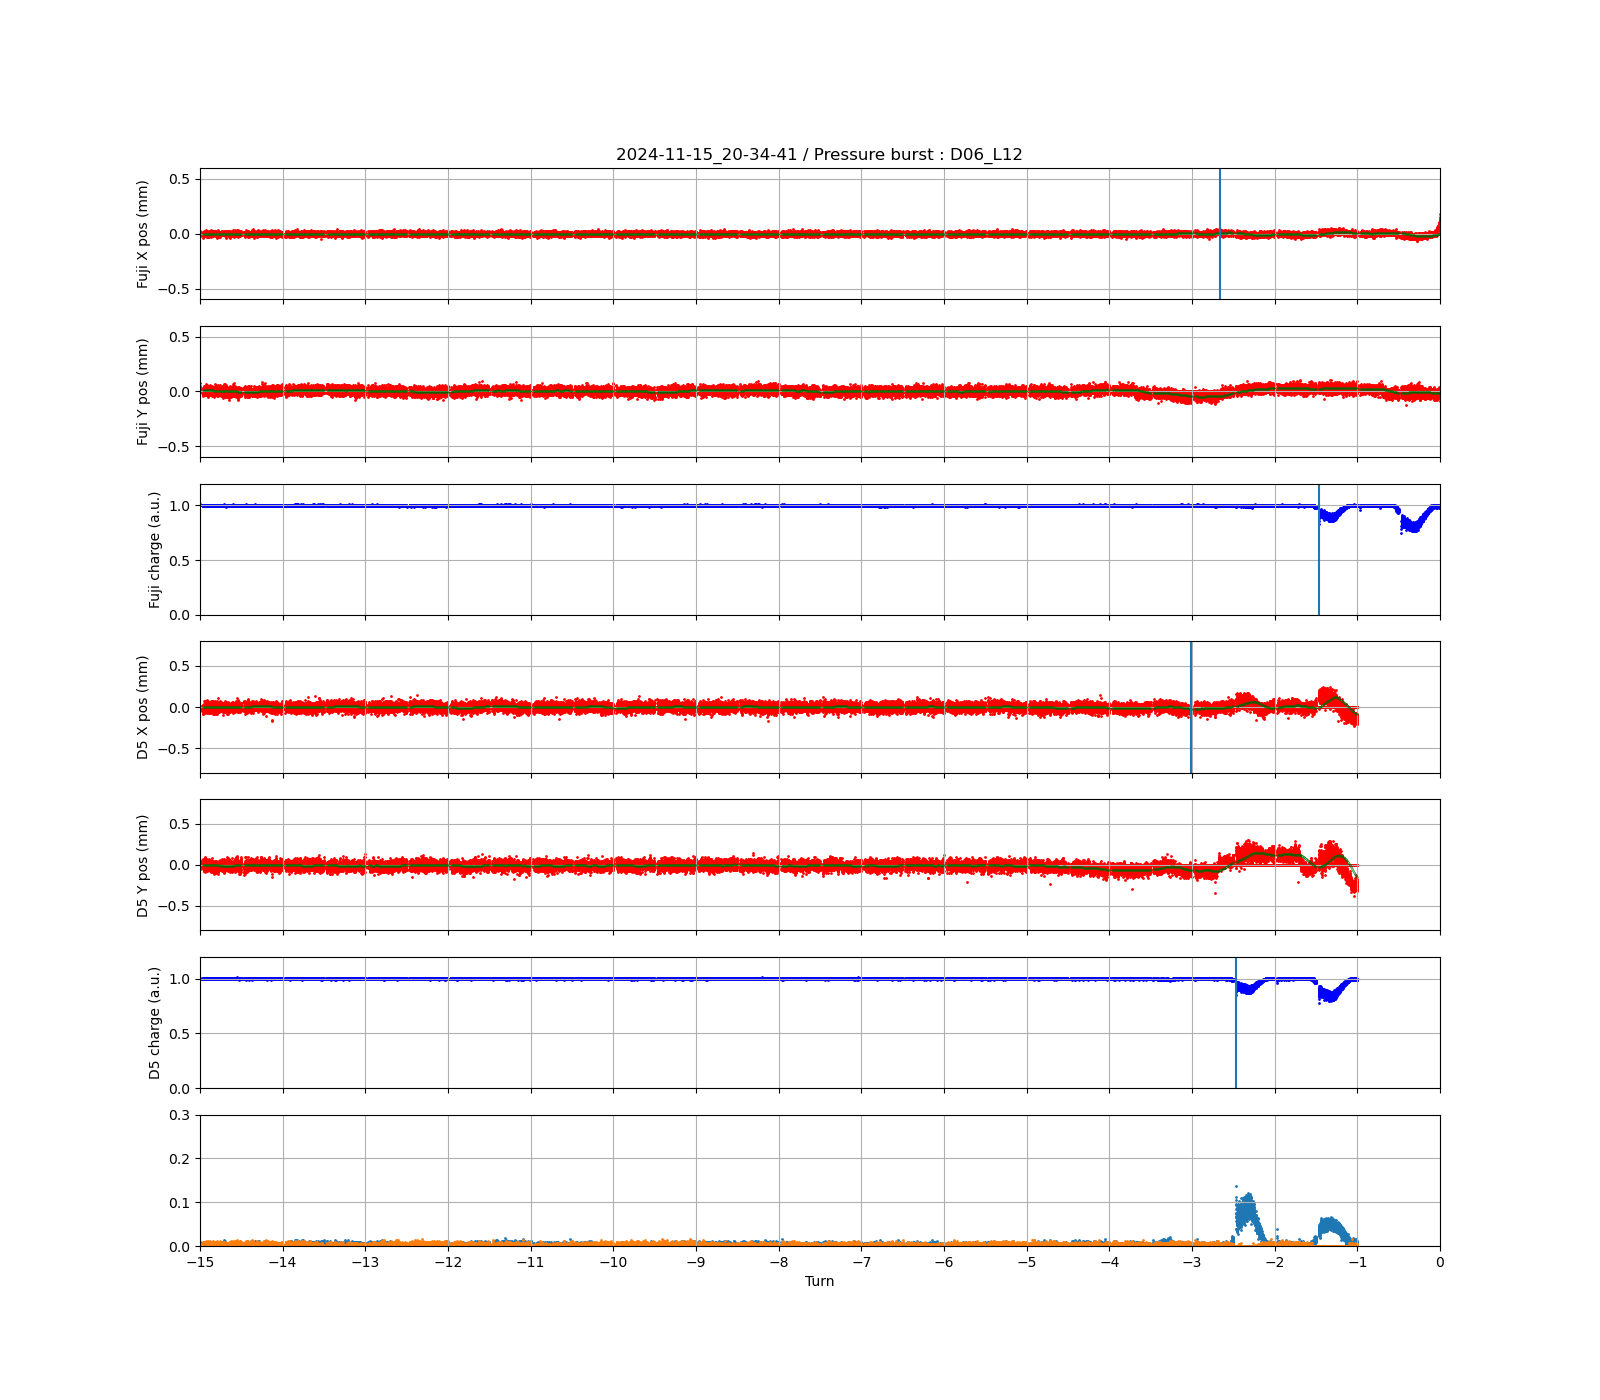 2024-11-15_20-34-41 / Pressure burst : D06_L12
Fuji X pos (mm)
0.5
0.0
−0.5
Fuji Y pos (mm)
0.5
0.0
−0.5
Fuji charge (a.u.)
1.0
0.5
0.0
D5 X pos (mm)
0.5
0.0
−0.5
D5 Y pos (mm)
0.5
0.0
−0.5
D5 charge (a.u.)
1.0
0.5
0.0
0.3
0.2
0.1
0.0
−15 −14 −13 −12 −11 −10 −9 −8 −7 −6 −5 −4 −3 −2 −1 0
Turn